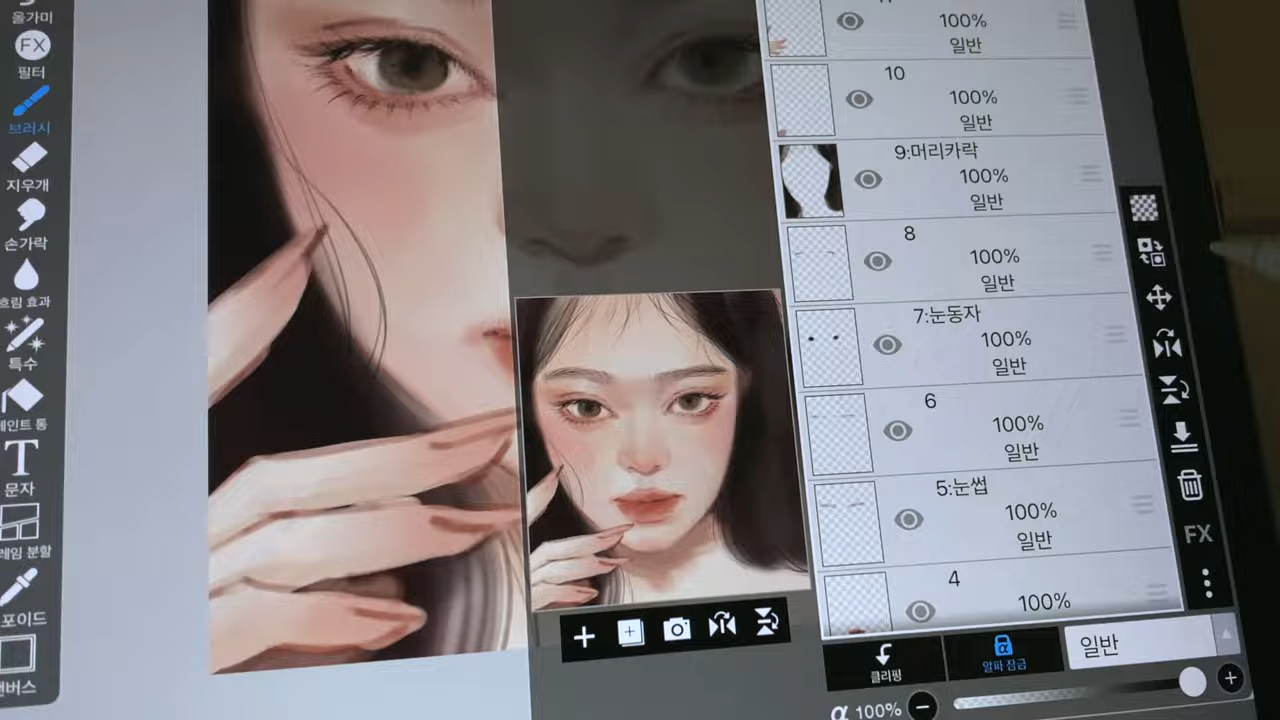 올가미
FX
필터
브러시
지우개
손가락
흐림 효과
특수
페인트 통
T
문자
프레임 분할
스포이드
캔버스
100%
일반
10
100%
일반
9:머리카락
100%
일반
8
100%
일반
7:눈동자
100%
일반
6
100%
일반
5:눈썹
100%
일반
4
100%
FX
클리핑
α
알파 잠금
일반
α 100%